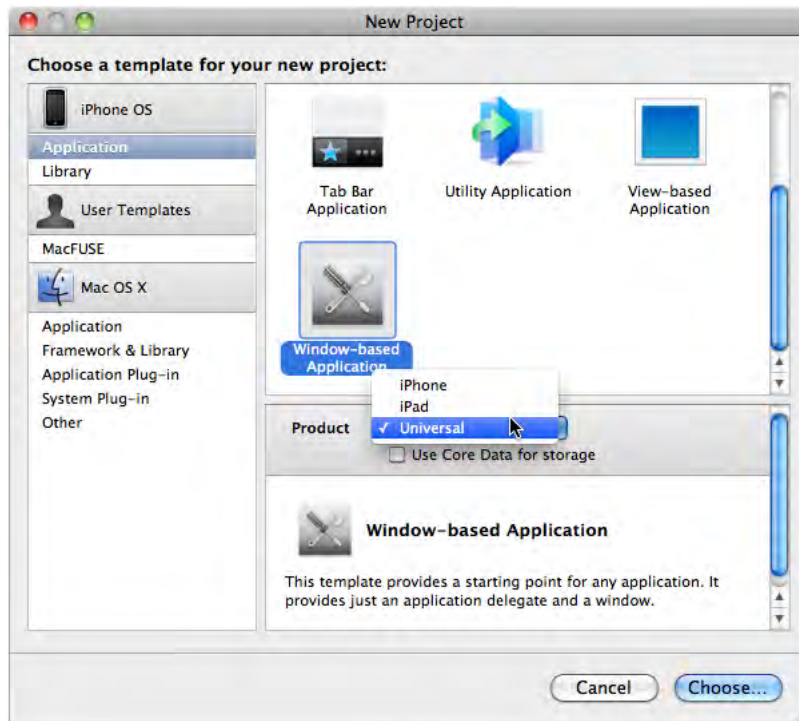 New Project
Choose a template for your new project:
iPhone OS
Application
Library
User Templates
MacFUSE
Mac OS X
Application
Framework & Library
Application Plug-in
System Plug-in
Other
Tab Bar
Application
Utility Application
View-based
Application
Window-based
Application
iPhone
iPad
Product
✓ Universal
Use Core Data for storage
Window-based Application
This template provides a starting point for any application. It
provides just an application delegate and a window.
Cancel
Choose...